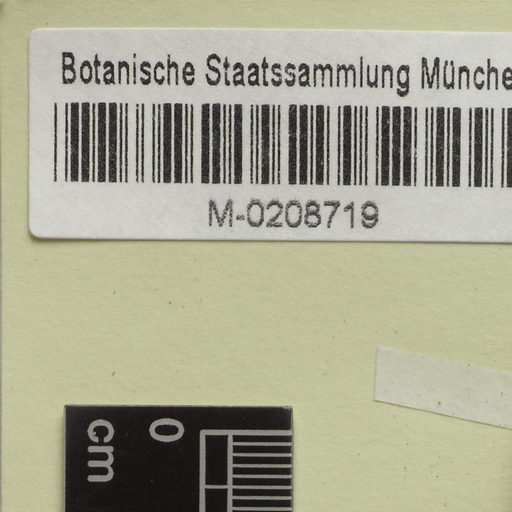 Botanische Staatssammlung Münche
M-0208719
0
cm